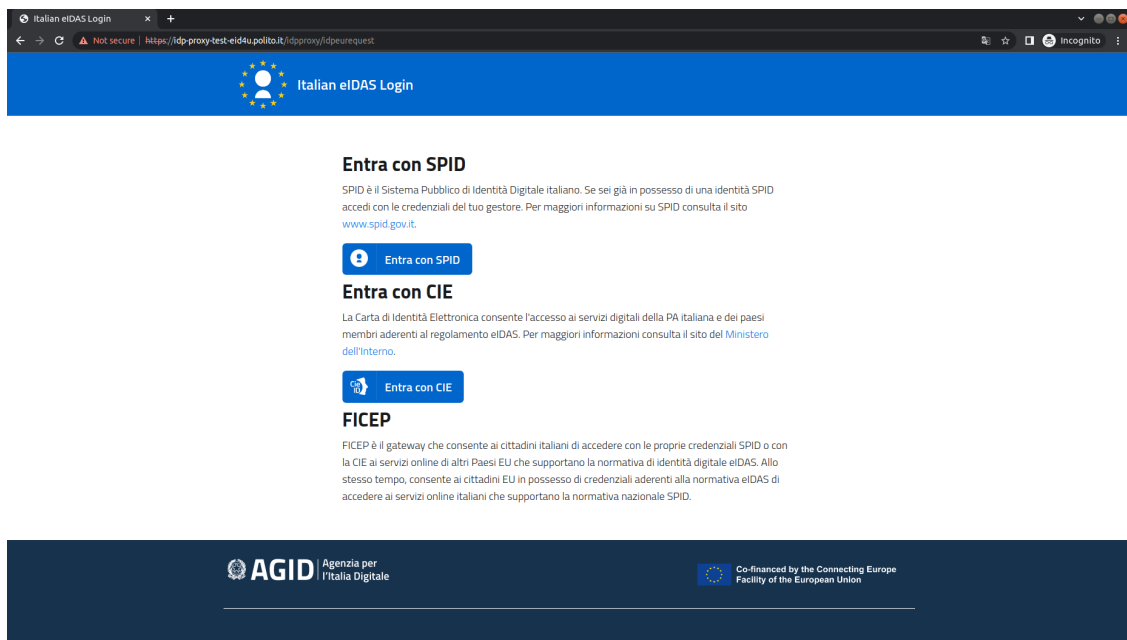 Italian eIDAS Login
Not secure | https://idp-proxy-test-eid4u.polito.it/idpproxy/idpeurequest
Incognito
Italian eIDAS Login
Entra con SPID
SPID è il Sistema Pubblico di Identità Digitale italiano. Se sei già in possesso di una identità SPID
accedi con le credenziali del tuo gestore. Per maggiori informazioni su SPID consulta il sito
www.spid.gov.it.
Entra con SPID
Entra con CIE
La Carta di Identità Elettronica consente l'accesso ai servizi digitali della PA italiana e dei paesi
membri aderenti al regolamento eIDAS. Per maggiori informazioni consulta il sito del Ministero
dell'Interno.
Cie ID
Entra con CIE
FICEP
FICEP è il gateway che consente ai cittadini italiani di accedere con le proprie credenziali SPID o con
la CIE ai servizi online di altri Paesi EU che supportano la normativa di identità digitale eIDAS. Allo
stesso tempo, consente ai cittadini EU in possesso di credenziali aderenti alla normativa eIDAS di
accedere ai servizi online italiani che supportano la normativa nazionale SPID.
AGID Agenzia per
l'Italia Digitale
Co-financed by the Connecting Europe
Facility of the European Union